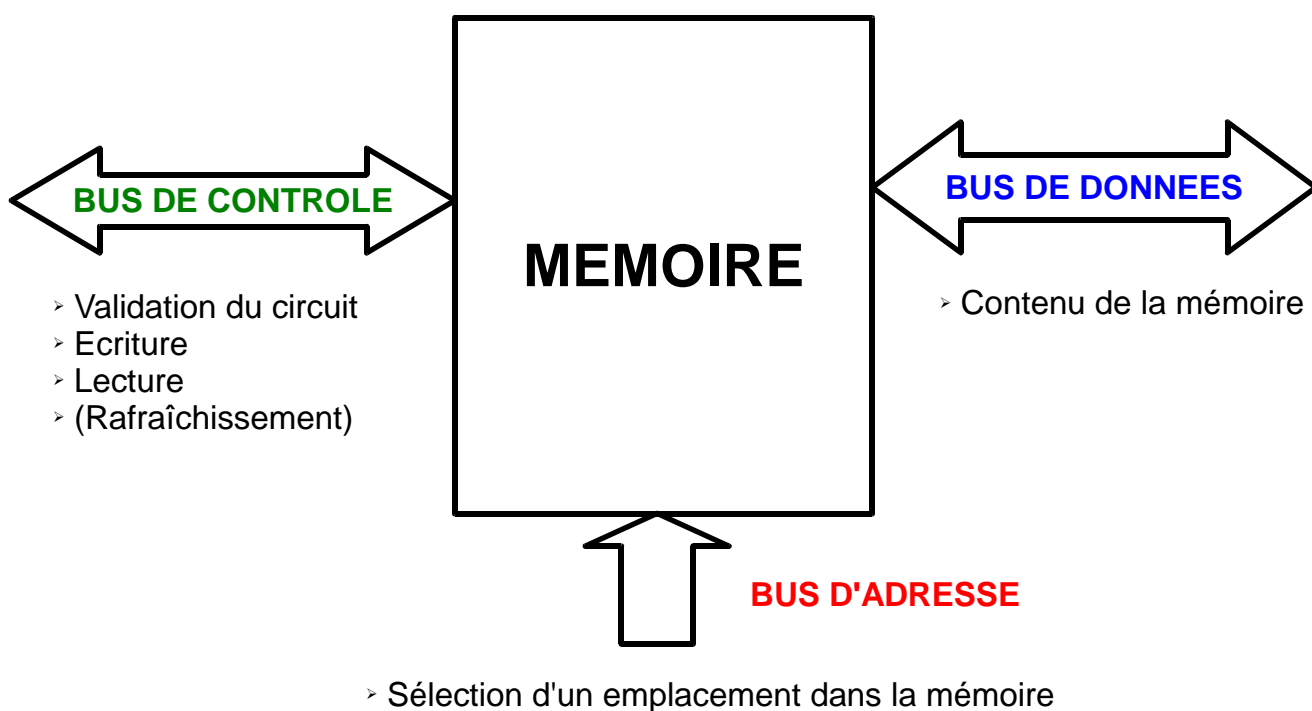 BUS DE CONTROLE
➢ Validation du circuit
➢ Ecriture
➢ Lecture
➢ (Rafraîchissement)
MEMOIRE
BUS DE DONNEES
➢ Contenu de la mémoire
BUS D'ADRESSE
➢ Sélection d'un emplacement dans la mémoire